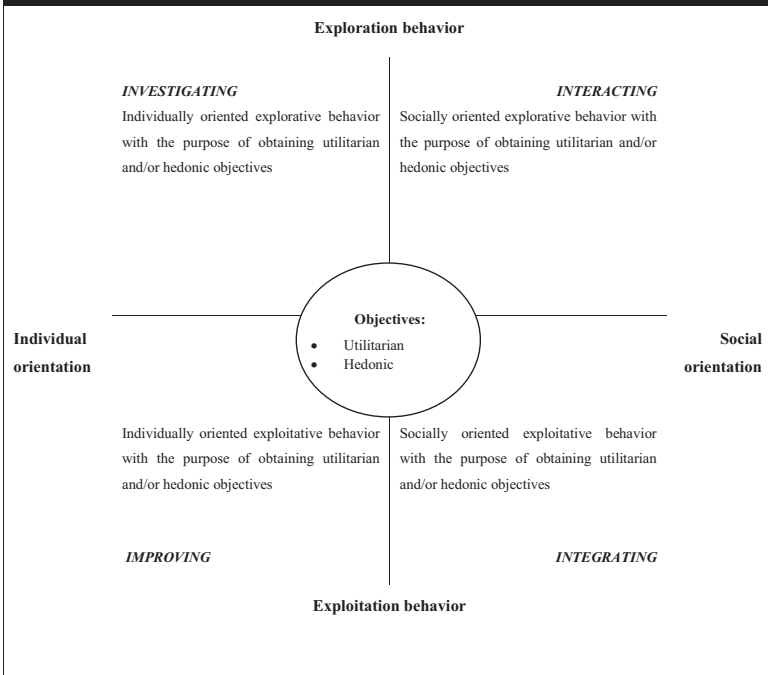 Exploration behavior
INVESTIGATING
Individually oriented explorative behavior
with the purpose of obtaining utilitarian
and/or hedonic objectives
INTERACTING
Socially oriented explorative behavior with
the purpose of obtaining utilitarian and/or
hedonic objectives
Individual
orientation
Objectives:
• Utilitarian
• Hedonic
Social
orientation
Individually oriented exploitative behavior
with the purpose of obtaining utilitarian
and/or hedonic objectives
IMPROVING
Socially oriented exploitative behavior
with the purpose of obtaining utilitarian
and/or hedonic objectives
INTEGRATING
Exploitation behavior